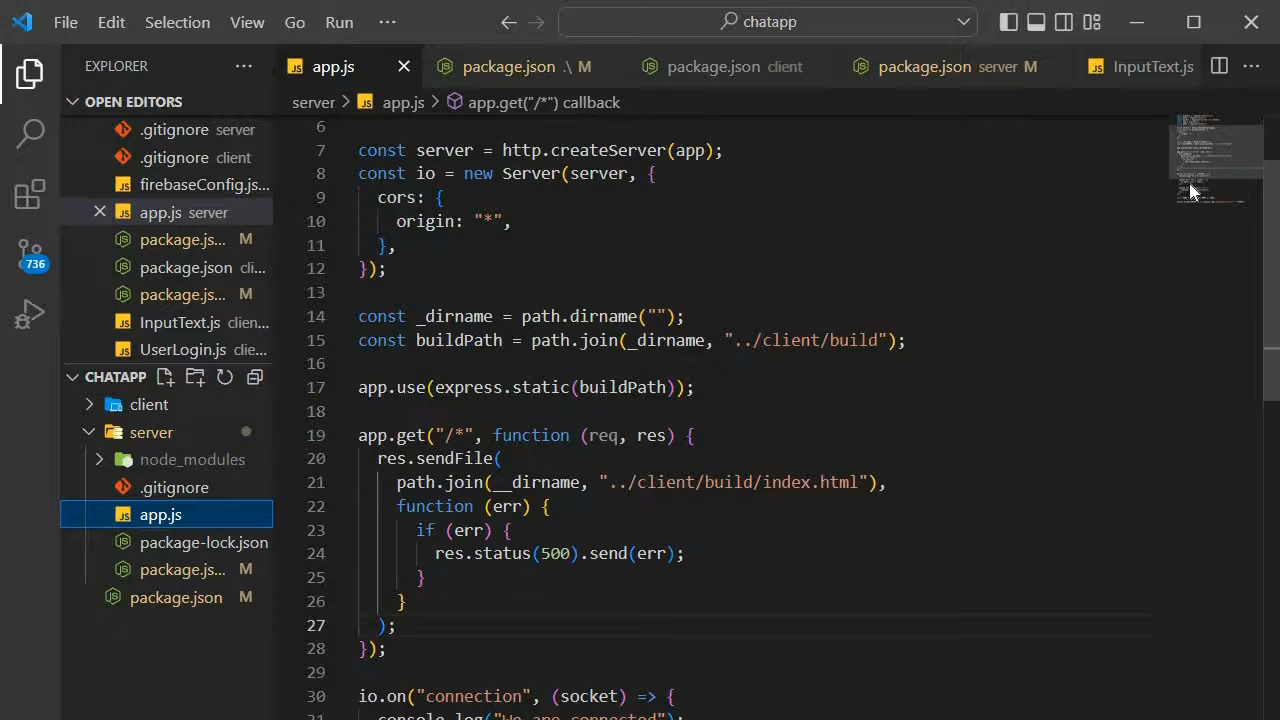 File Edit Selection View Go Run ··· chatapp
EXPLORER ···
app.js
package.json .\ M
package.json client
package.json server M
InputText.js
···
OPEN EDITORS
server > app.js > app.get("/*") callback
.gitignore server
.gitignore client
firebaseConfig.js...
app.js server
package.js... M
package.json cli...
package.js... M
InputText.js clien...
UserLogin.js clie...
736
CHATAPP
client
server
node_modules
.gitignore
app.js
package-lock.json
package.js... M
package.json M
6
7 const server = http.createServer(app);
8 const io = new Server(server, {
9 cors: {
10 origin: "*",
11 },
12 });
13
14 const _dirname = path.dirname("");
15 const buildPath = path.join(_dirname, "../client/build");
16
17 app.use(express.static(buildPath));
18
19 app.get("/*", function (req, res) {
20 res.sendFile(
21 path.join(__dirname, "../client/build/index.html"),
22 function (err) {
23 if (err) {
24 res.status(500).send(err);
25 }
26 }
27 );
28 });
29
30 io.on("connection", (socket) => {
31 console.log("We are connected");